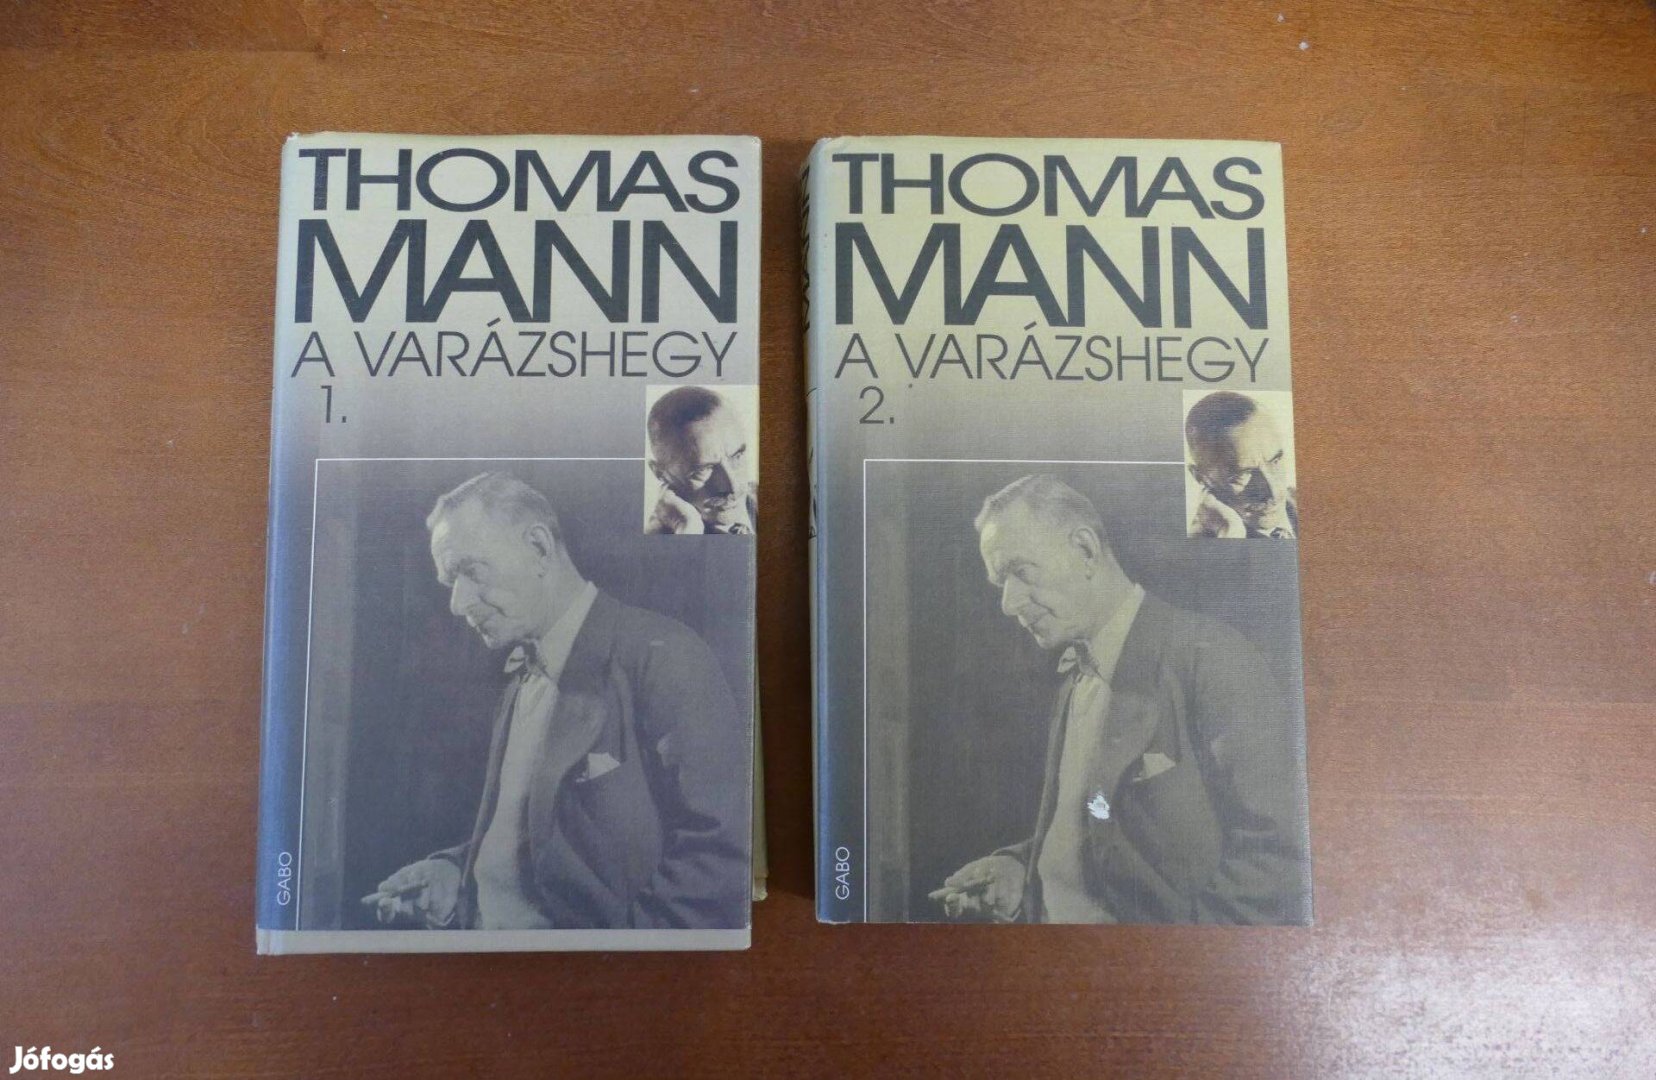 THOMAS
MANN
A VARÁZSHEGY
1.
GABO
THOMAS
MANN
A VARÁZSHEGY
2.
GABO
Jófogás